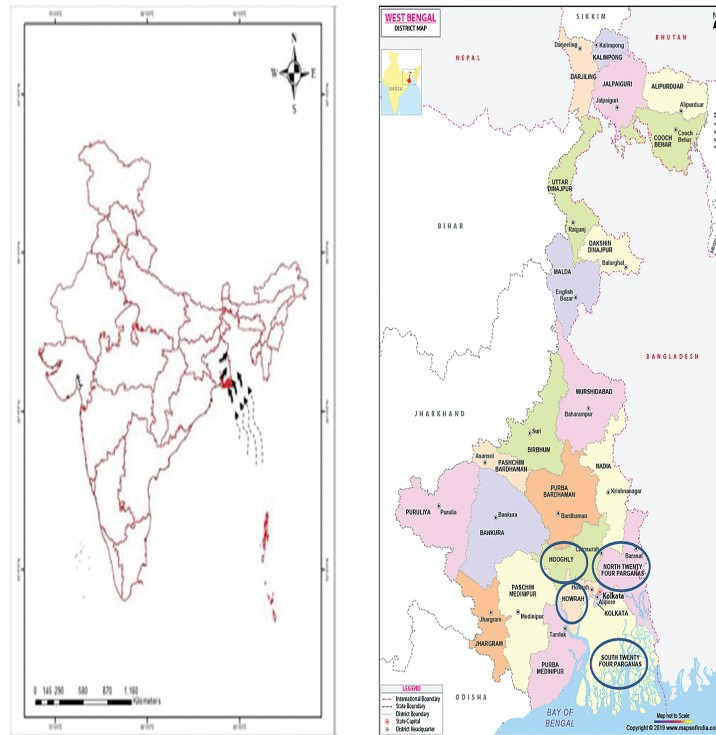 N
W E
S
0 145 290 580 870 1,160
Kilometers
WEST BENGAL
DISTRICT MAP
INDIA
SIKKIM
BHUTAN
NEPAL
Darjeeling
Kalimpong
KALIMPONG
DARJILING
JALPAIGURI
Jalpaiguri
ALIPURDUAR
Alipurduar
COOCH
BEHAR
Cooch
Behar
UTTAR
DINAJPUR
Raiganj
BIHAR
DAKSHIN
DINAJPUR
Balurghat
MALDA
English
Bazar
BANGLADESH
MURSHIDABAD
Baharampur
JHARKHAND
Suri
BIRBHUM
Asansol
PASHCHIM
BARDHAMAN
NADIA
Krishnanagar
PURBA
BARDHAMAN
Bardhaman
PURULIYA
Purulia
Bankura
BANKURA
Chinsurah
HOOGHLY
Barasat
NORTH TWENTY
FOUR PARGANAS
Howrah
HOWRAH
Kolkata
Alipore
KOLKATA
PASCHIM
MEDINIPUR
Medinipur
Jhargram
JHARGRAM
Tamluk
PURBA
MEDINIPUR
SOUTH TWENTY
FOUR PARGANAS
ODISHA
BAY OF
BENGAL
LEGEND
International Boundary
State Boundary
District Boundary
State Capital
District Headquarter
Map not to Scale
Copyright © 2019 www.mapsofindia.com